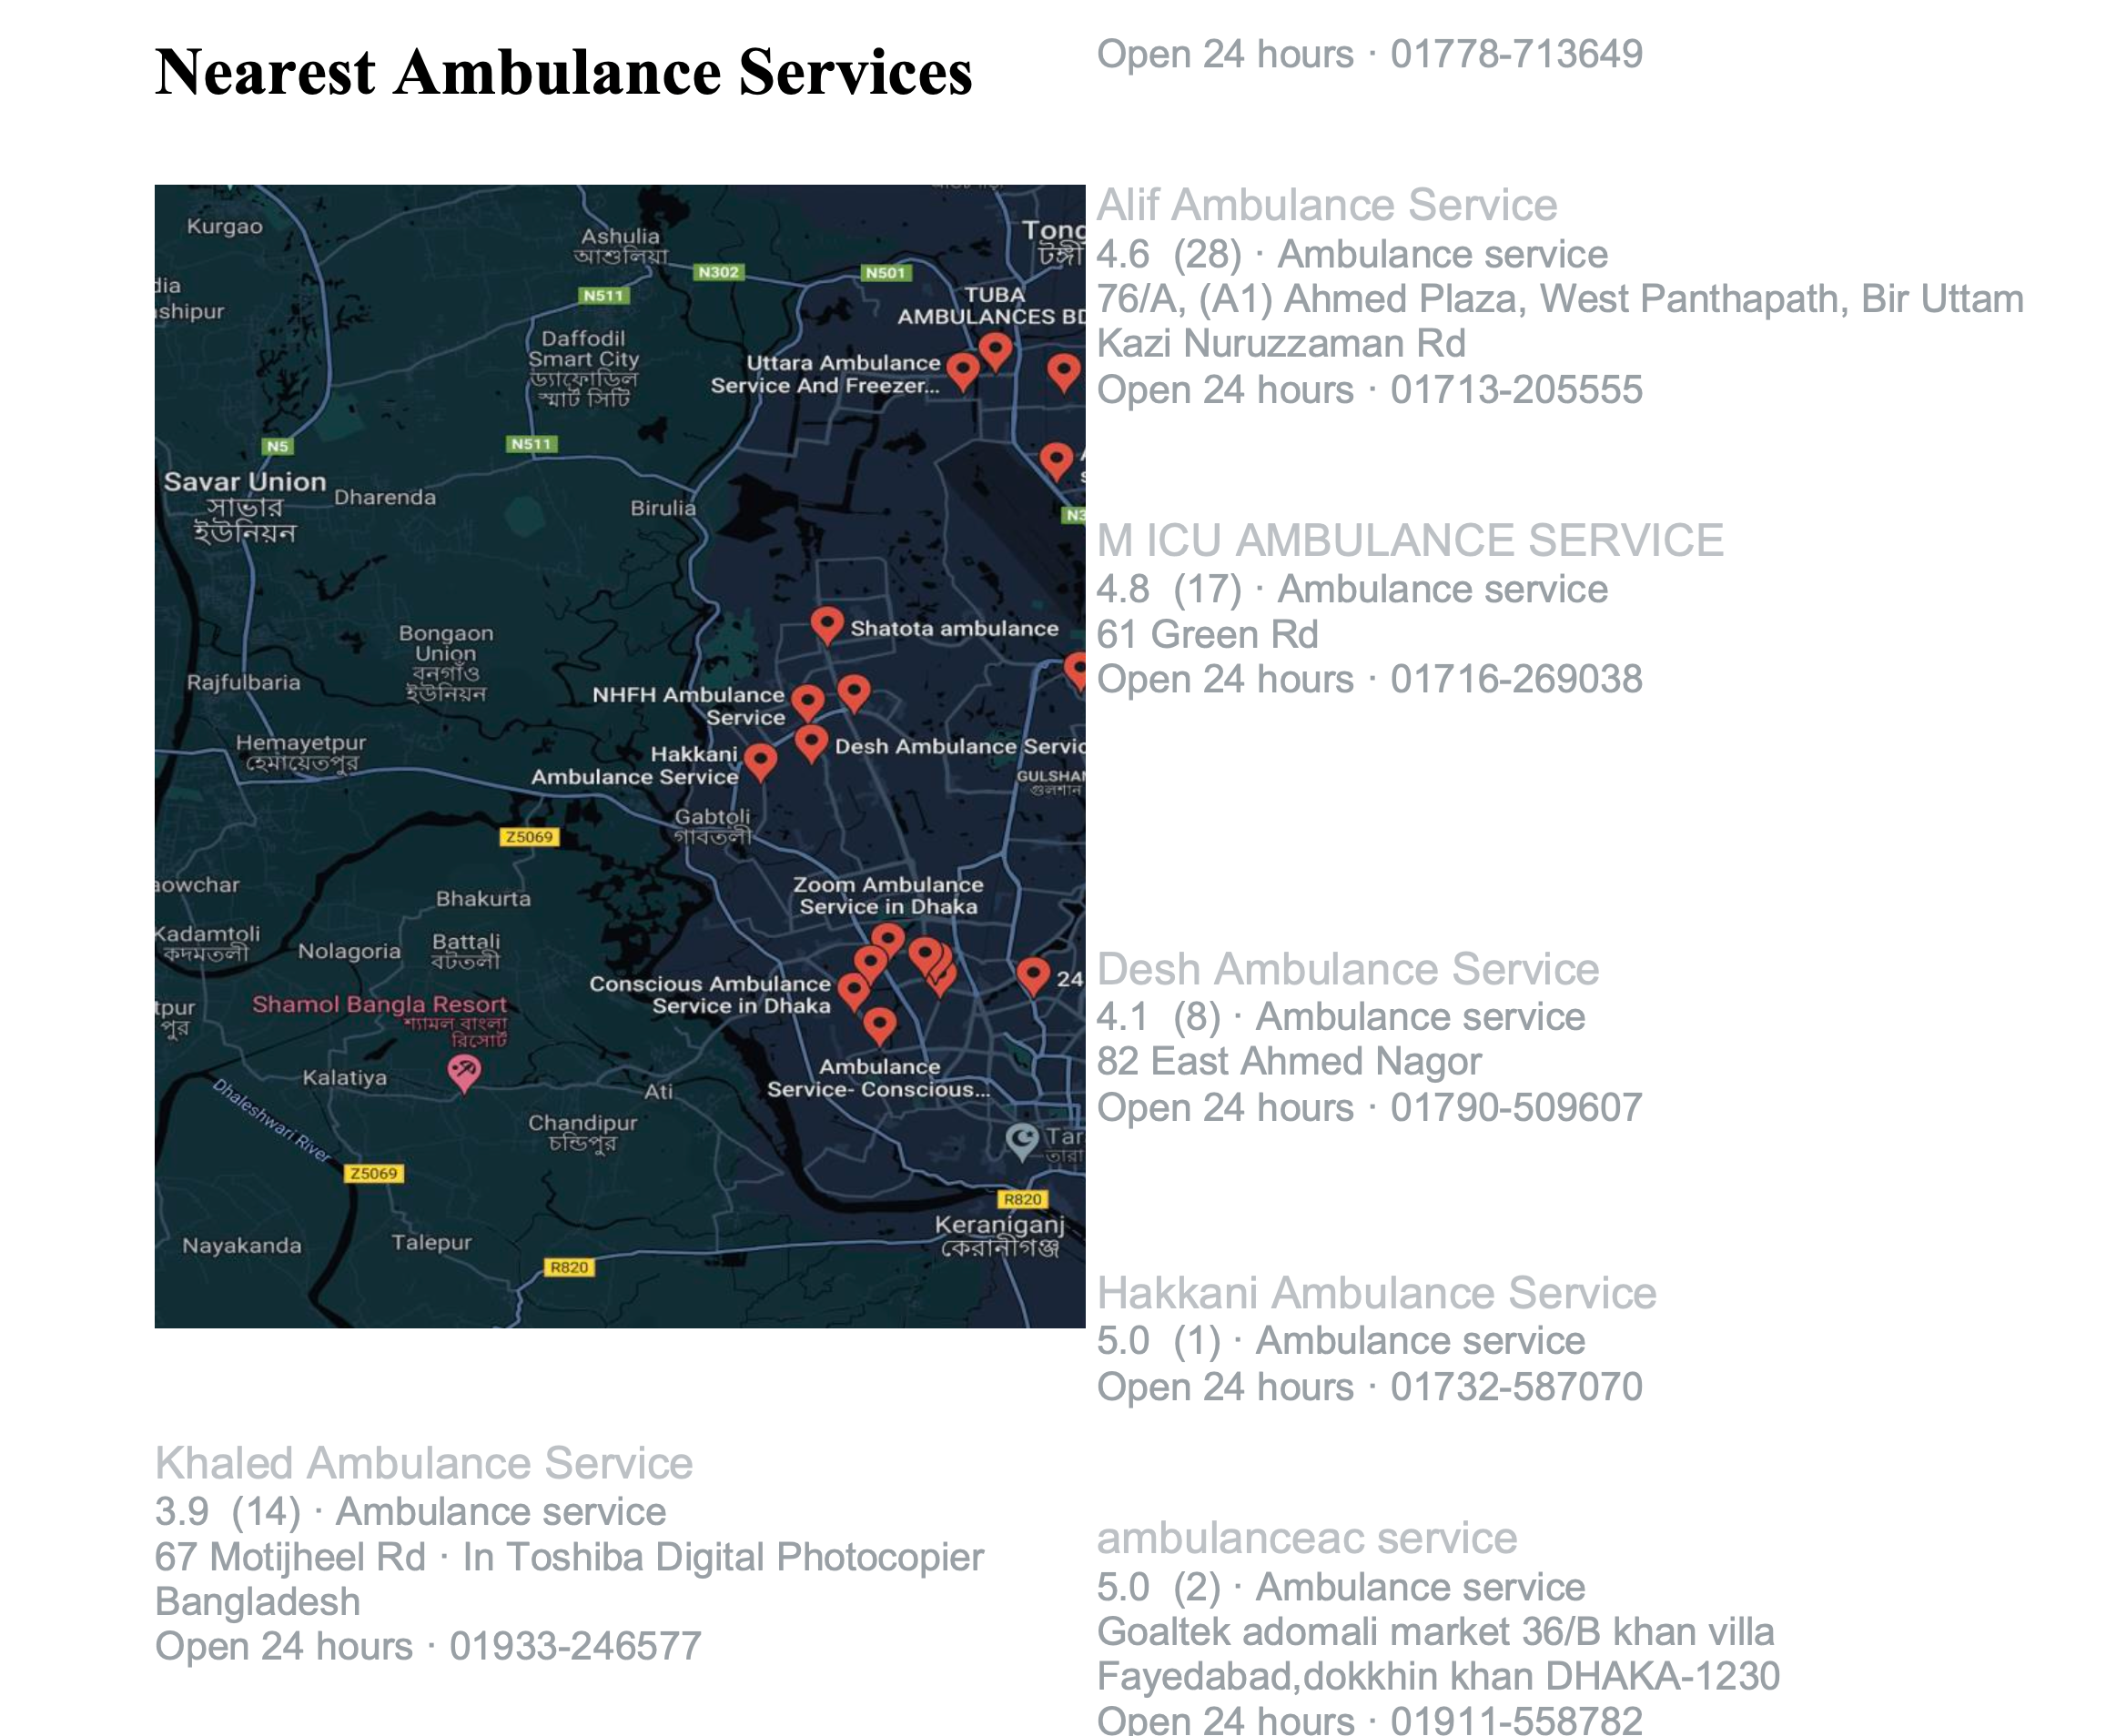 Nearest Ambulance Services
Kurgao
Ashulia
আশুলিয়া
N302
N501
Tong
টঙ্গী
dia
shipur
N511
TUBA
AMBULANCES BD
Daffodil
Smart City
ড্যাফোডিল
স্মার্ট সিটি
Uttara Ambulance
Service And Freezer...
N5
N511
Savar Union
সাভার
ইউনিয়ন
Dharenda
Birulia
N3
Shatota ambulance
Bongaon
Union
বনগাঁও
ইউনিয়ন
Rajfulbaria
NHFH Ambulance
Service
Hemayetpur
হেমায়েতপুর
Hakkani
Ambulance Service
Desh Ambulance Servic
GULSHAN
গুলশান
Gabtoli
গাবতলী
Z5069
aowchar
Bhakurta
Zoom Ambulance
Service in Dhaka
Kadamtoli
কদমতলী
Nolagoria
Battali
বটতলী
Conscious Ambulance
Service in Dhaka
24
tpur
পুর
Shamol Bangla Resort
শ্যামল বাংলা
রিসোর্ট
Kalatiya
Ati
Ambulance
Service- Conscious...
Dhaleshwari River
Chandipur
চন্ডিপুর
Tar
তারা
Z5069
R820
Keraniganj
কেরানীগঞ্জ
Nayakanda
Talepur
R820
Khaled Ambulance Service
3.9 (14) · Ambulance service
67 Motijheel Rd · In Toshiba Digital Photocopier
Bangladesh
Open 24 hours · 01933-246577
Open 24 hours · 01778-713649
Alif Ambulance Service
4.6 (28) · Ambulance service
76/A, (A1) Ahmed Plaza, West Panthapath, Bir Uttam
Kazi Nuruzzaman Rd
Open 24 hours · 01713-205555
M ICU AMBULANCE SERVICE
4.8 (17) · Ambulance service
61 Green Rd
Open 24 hours · 01716-269038
Desh Ambulance Service
4.1 (8) · Ambulance service
82 East Ahmed Nagor
Open 24 hours · 01790-509607
Hakkani Ambulance Service
5.0 (1) · Ambulance service
Open 24 hours · 01732-587070
ambulanceac service
5.0 (2) · Ambulance service
Goaltek adomali market 36/B khan villa
Fayedabad,dokkhin khan DHAKA-1230
Open 24 hours · 01911-558782